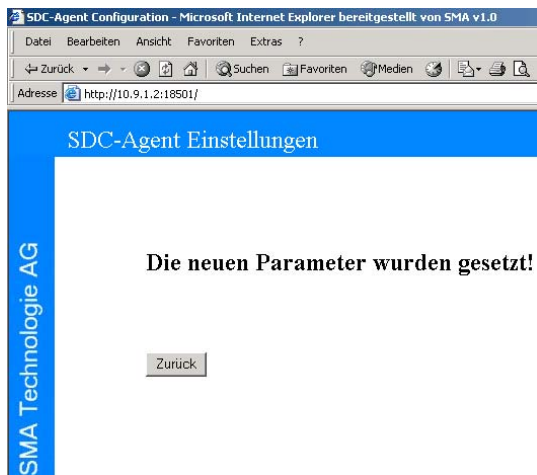 SDC-Agent Configuration - Microsoft Internet Explorer bereitgestellt von SMA v1.0
Datei Bearbeiten Ansicht Favoriten Extras ?
Zurück Suchen Favoriten Medien
Adresse http://10.9.1.2:18501/
SDC-Agent Einstellungen
SMA Technologie AG
Die neuen Parameter wurden gesetzt!
Zurück